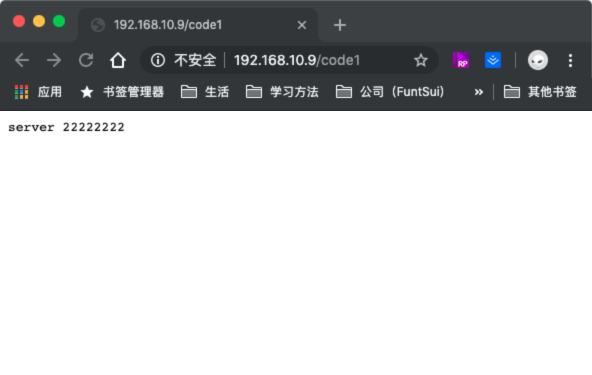 192.168.10.9/code1
不安全 192.168.10.9/code1
RP
应用 书签管理器 生活 学习方法 公司（FuntSui） » 其他书签
server 22222222